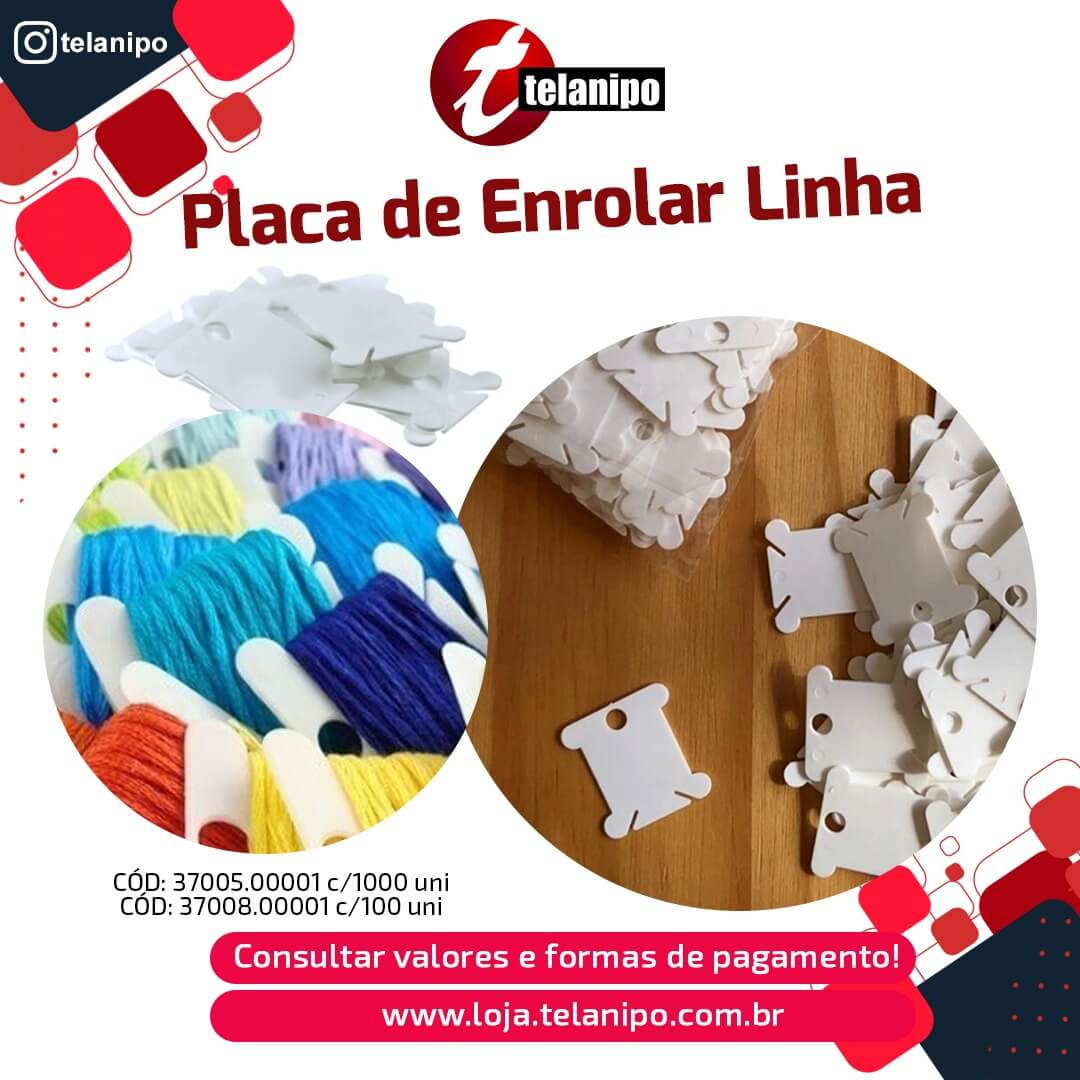 telanipo
t telanipo
Placa de Enrolar Linha
CÓD: 37005.00001 c/1000 uni
CÓD: 37008.00001 c/100 uni
Consultar valores e formas de pagamento!
www.loja.telanipo.com.br